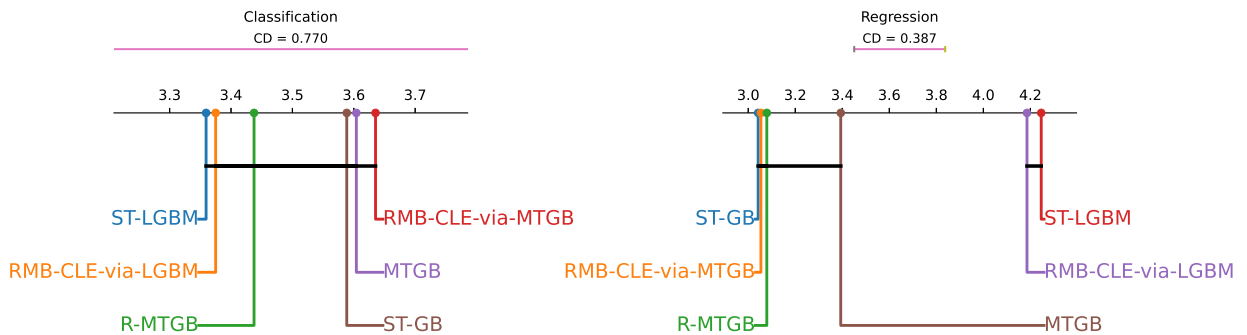 Classification
CD = 0.770
3.3 3.4 3.5 3.6 3.7
ST-LGBM
RMB-CLE-via-MTGB
RMB-CLE-via-LGBM
MTGB
R-MTGB
ST-GB
Regression
CD = 0.387
3.0 3.2 3.4 3.6 3.8 4.0 4.2
ST-GB
ST-LGBM
RMB-CLE-via-MTGB
RMB-CLE-via-LGBM
R-MTGB
MTGB